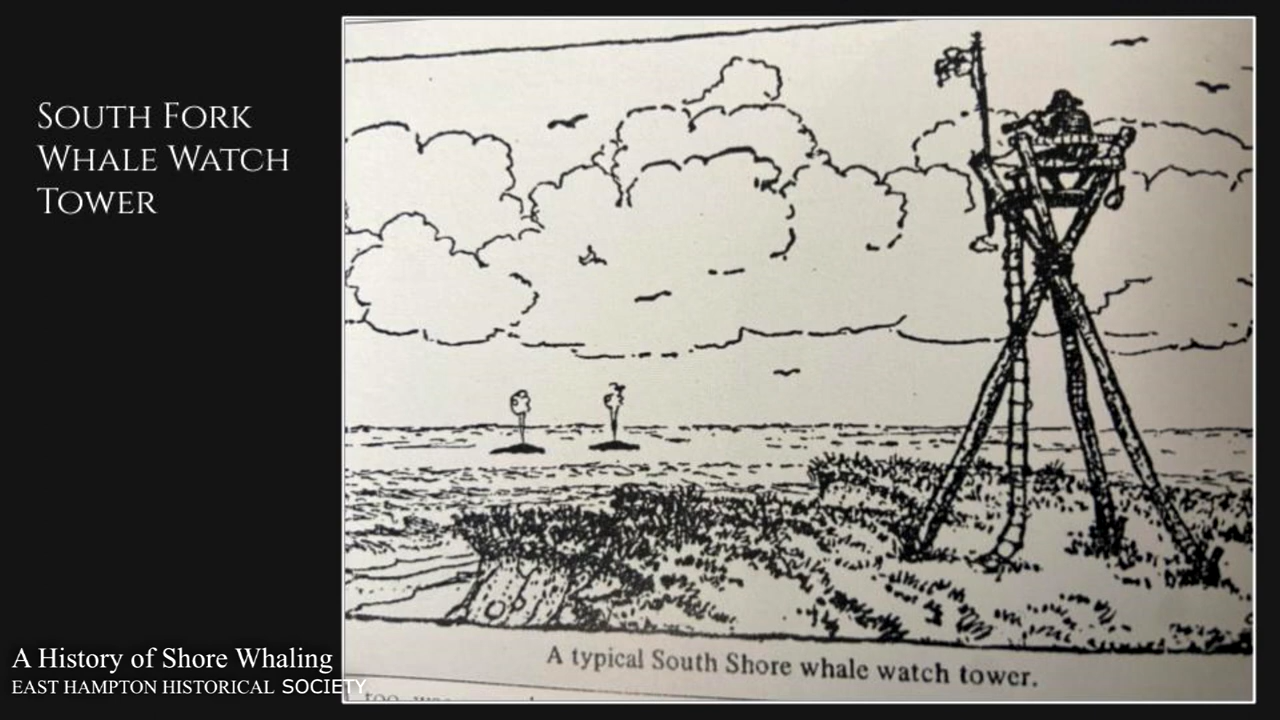 South Fork
Whale Watch
Tower
A typical South Shore whale watch tower.
A History of Shore Whaling
EAST HAMPTON HISTORICAL SOCIETY
too